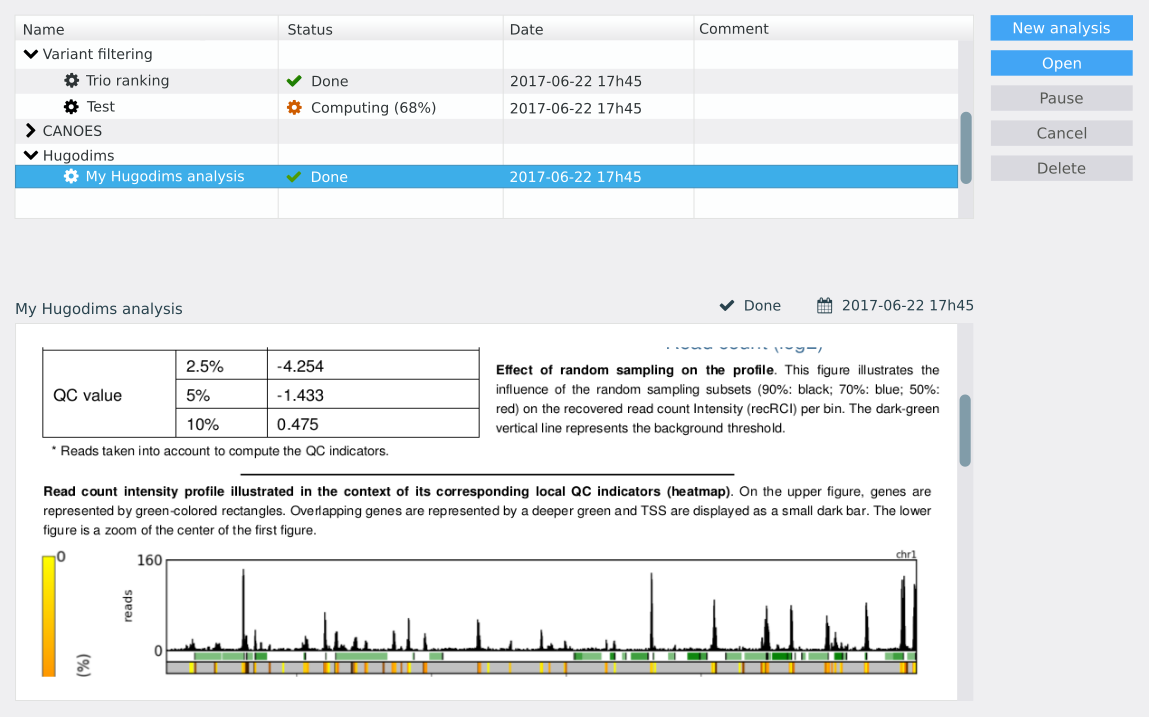 Name Status Date Comment
New analysis
Variant filtering
Open
Trio ranking Done 2017-06-22 17h45
Pause
Test Computing (68%) 2017-06-22 17h45
CANOES
Cancel
Hugodims
My Hugodims analysis Done 2017-06-22 17h45
Delete
My Hugodims analysis Done 2017-06-22 17h45
Read count (log2)
QC value
2.5% -4.254
5% -1.433
10% 0.475
* Reads taken into account to compute the QC indicators.
Effect of random sampling on the profile. This figure illustrates the
influence of the random sampling subsets (90%: black; 70%: blue; 50%:
red) on the recovered read count Intensity (recRCI) per bin. The dark-green
vertical line represents the background threshold.
Read count intensity profile illustrated in the context of its corresponding local QC indicators (heatmap). On the upper figure, genes are
represented by green-colored rectangles. Overlapping genes are represented by a deeper green and TSS are displayed as a small dark bar. The lower
figure is a zoom of the center of the first figure.
0
(%)
160
reads
0
chr1